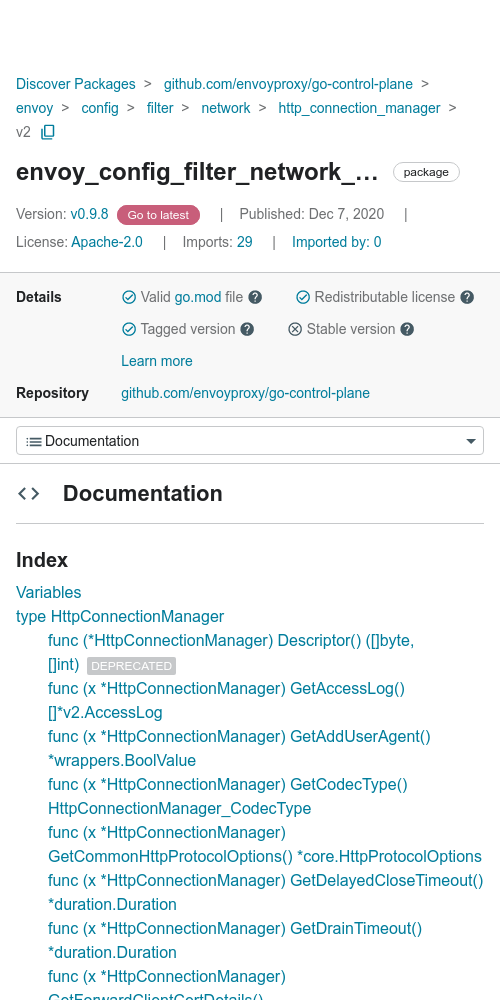 Discover Packages > github.com/envoyproxy/go-control-plane >
envoy > config > filter > network > http_connection_manager >
v2
envoy_config_filter_network_... package
Version: v0.9.8 Go to latest | Published: Dec 7, 2020 |
License: Apache-2.0 | Imports: 29 | Imported by: 0
Details Valid go.mod file ? Redistributable license ?
Tagged version ? Stable version ?
Learn more
Repository github.com/envoyproxy/go-control-plane
Documentation
<> Documentation
Index
Variables
type HttpConnectionManager
func (*HttpConnectionManager) Descriptor() ([]byte,
[]int) DEPRECATED
func (x *HttpConnectionManager) GetAccessLog()
[]*v2.AccessLog
func (x *HttpConnectionManager) GetAddUserAgent()
*wrappers.BoolValue
func (x *HttpConnectionManager) GetCodecType()
HttpConnectionManager_CodecType
func (x *HttpConnectionManager)
GetCommonHttpProtocolOptions() *core.HttpProtocolOptions
func (x *HttpConnectionManager) GetDelayedCloseTimeout()
*duration.Duration
func (x *HttpConnectionManager) GetDrainTimeout()
*duration.Duration
func (x *HttpConnectionManager)
GetForwardClientCertDetails()